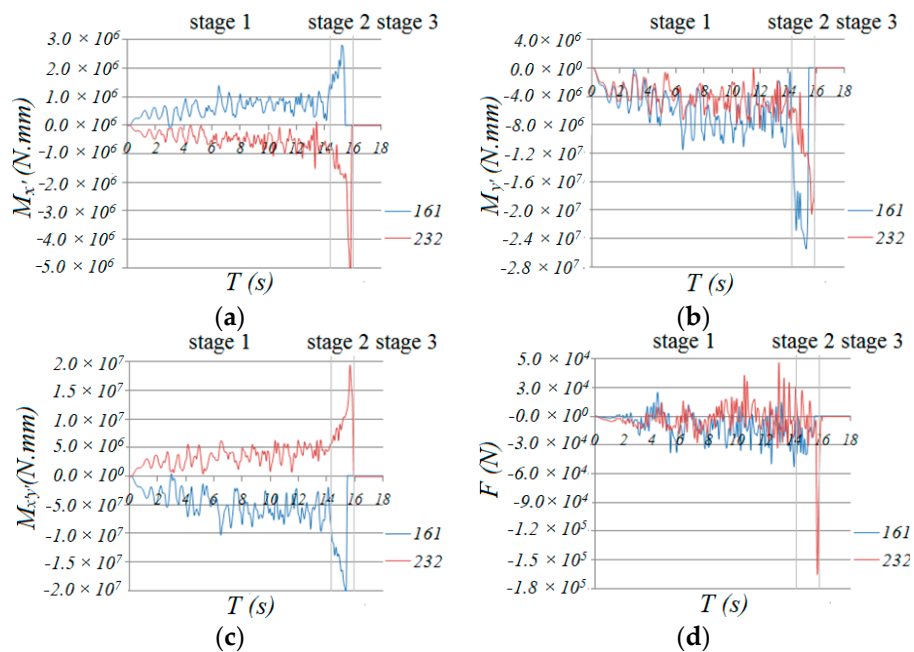 stage 1 stage 2 stage 3
3.0 × 10⁶
2.0 × 10⁶
1.0 × 10⁶
0.0 × 10⁶
-1.0 × 10⁶
-2.0 × 10⁶
-3.0 × 10⁶
-4.0 × 10⁶
-5.0 × 10⁶
Mx' (N.mm)
0 2 4 6 8 10 12 14 16 18
161
232
T (s)
(a)
stage 1 stage 2 stage 3
4.0 × 10⁶
0.0 × 10⁰
-4.0 × 10⁶
-8.0 × 10⁶
-1.2 × 10⁷
-1.6 × 10⁷
-2.0 × 10⁷
-2.4 × 10⁷
-2.8 × 10⁷
My' (N.mm)
0 2 4 6 8 10 12 14 16 18
161
232
T (s)
(b)
stage 1 stage 2 stage 3
2.0 × 10⁷
1.5 × 10⁷
1.0 × 10⁷
5.0 × 10⁶
0.0 × 10⁰
-5.0 × 10⁷
-1.0 × 10⁷
-1.5 × 10⁷
2.0 × 10⁷
Mx'y'(N.mm)
0 2 4 6 8 10 12 14 16 18
161
232
T (s)
(c)
stage 1 stage 2 stage 3
5.0 × 10⁴
3.0 × 10⁴
-0.0 × 10⁰
3.0 × 10⁴
-6.0 × 10⁴
-9.0 × 10⁴
-1.2 × 10⁵
-1.5 × 10⁵
-1.8 × 10⁵
F (N)
0 2 4 6 8 10 12 14 16 18
161
232
T (s)
(d)